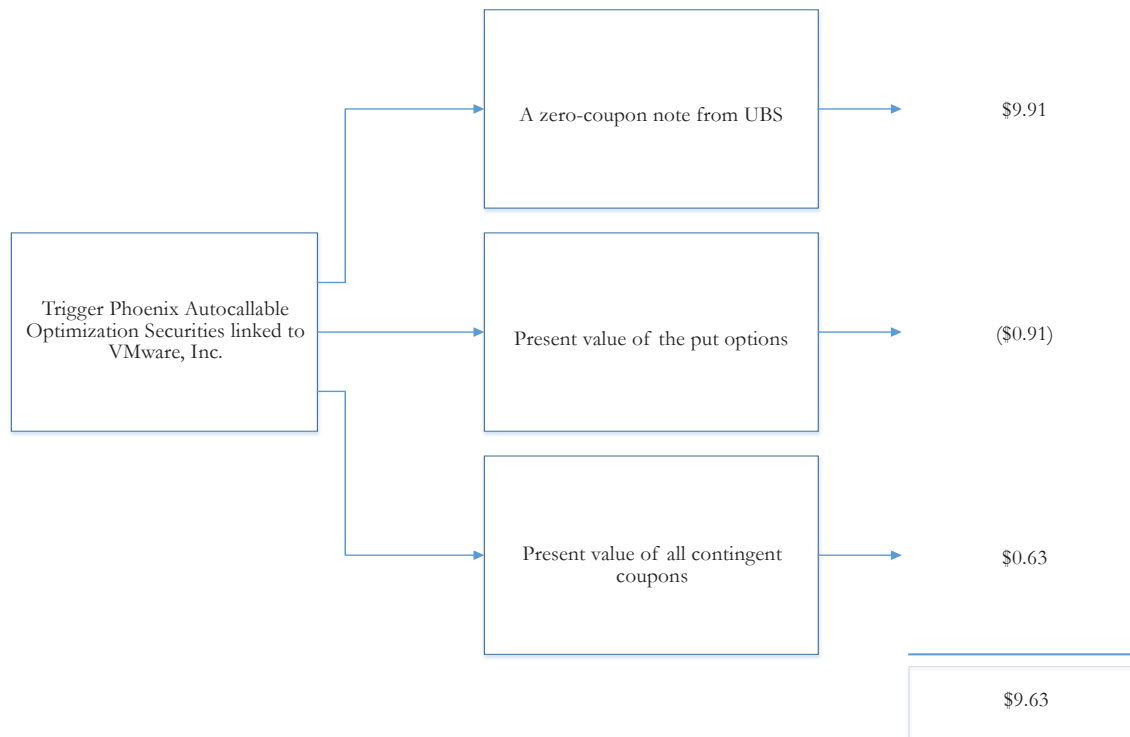 A zero-coupon note from UBS
$9.91
Trigger Phoenix Autocallable
Optimization Securities linked to
VMware, Inc.
Present value of the put options
($0.91)
Present value of all contingent
coupons
$0.63
$9.63